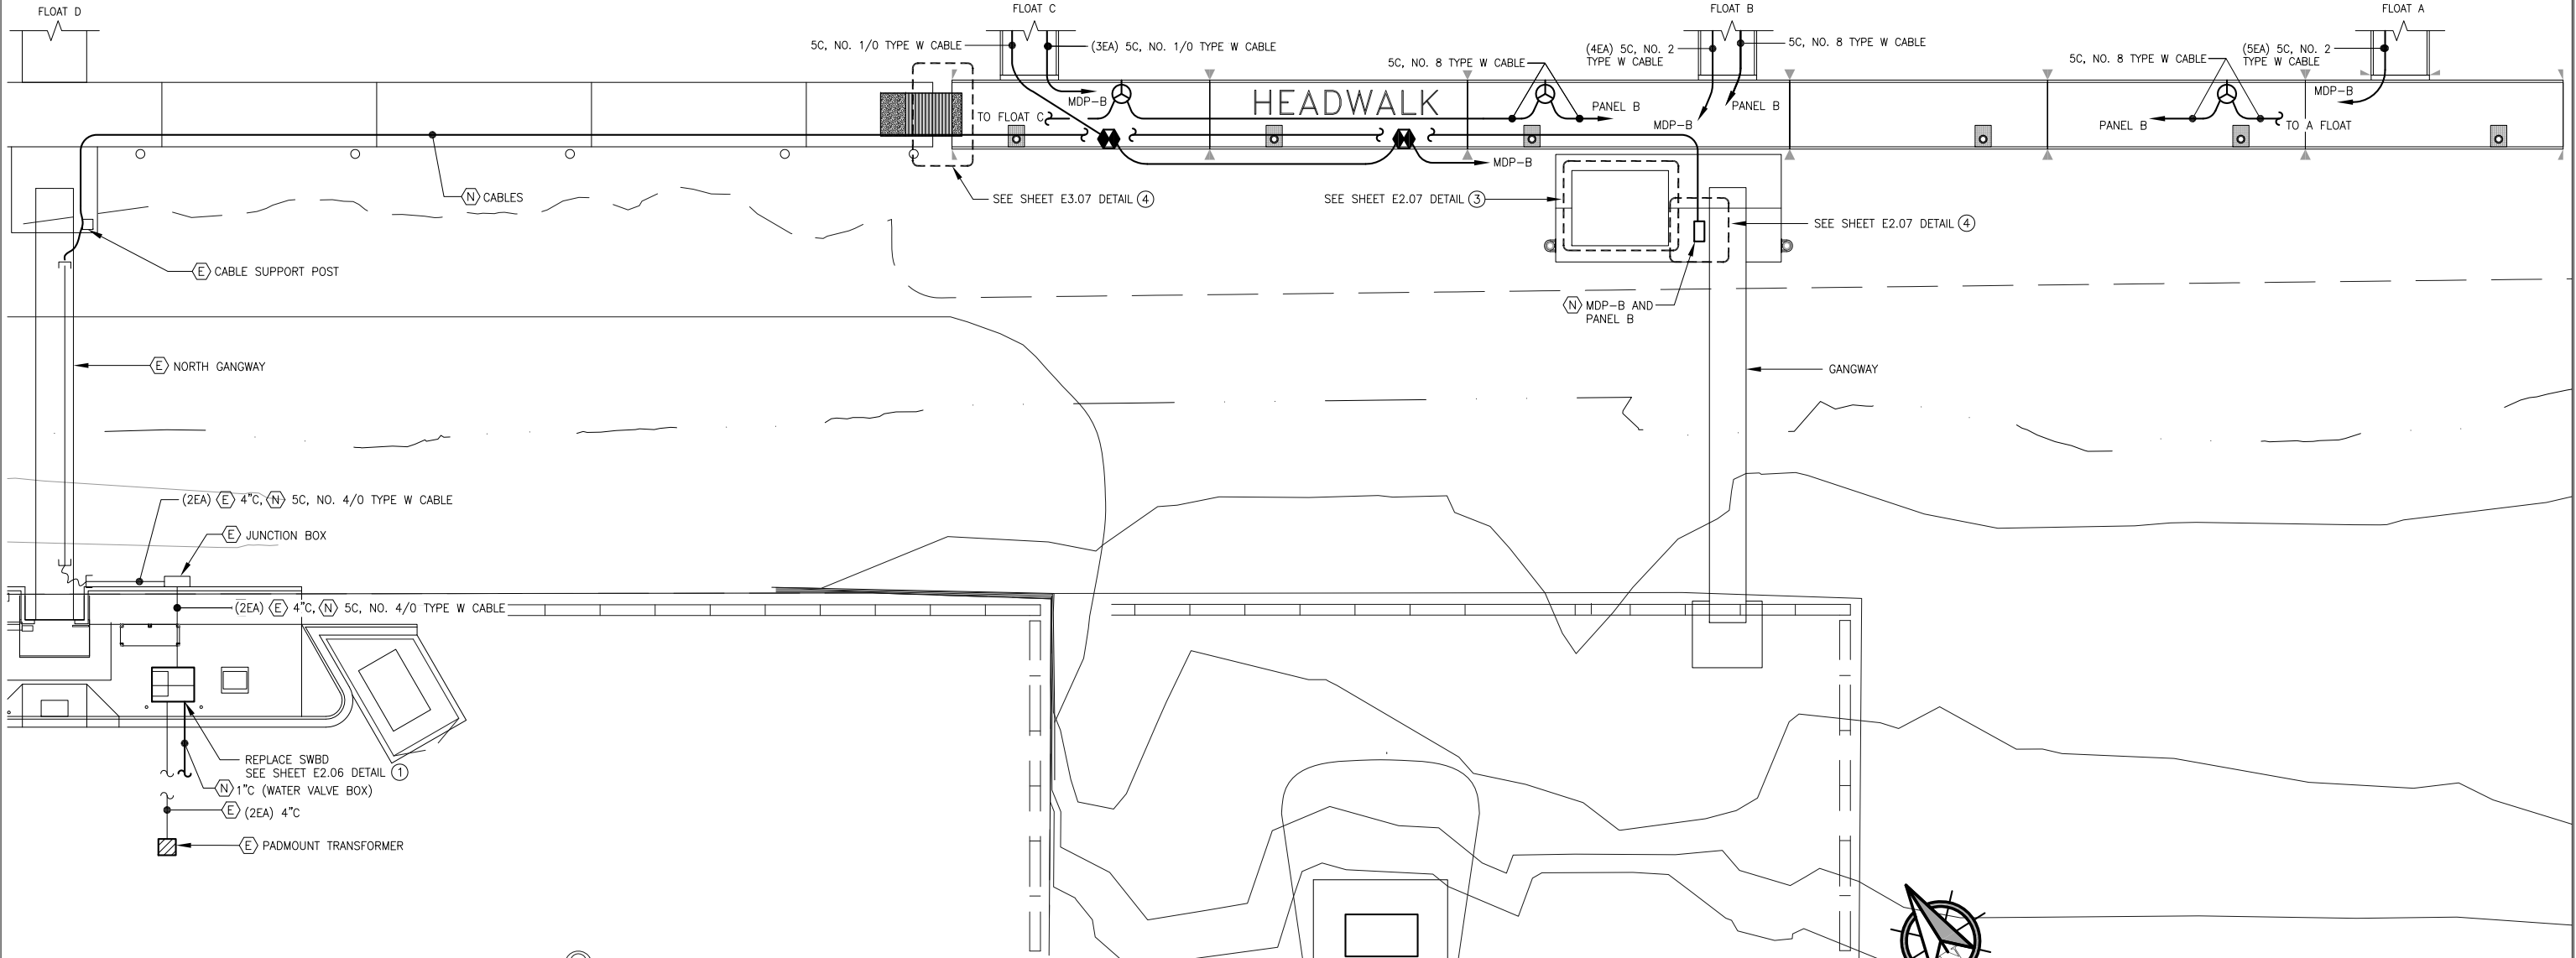 FLOAT D
FLOAT C
FLOAT B
FLOAT A
5C, NO. 1/0 TYPE W CABLE
(3EA) 5C, NO. 1/0 TYPE W CABLE
5C, NO. 8 TYPE W CABLE
(4EA) 5C, NO. 2
TYPE W CABLE
5C, NO. 8 TYPE W CABLE
5C, NO. 8 TYPE W CABLE
(5EA) 5C, NO. 2
TYPE W CABLE
MDP-B
TO FLOAT C
HEADWALK
PANEL B
MDP-B
PANEL B
PANEL B
TO A FLOAT
MDP-B
MDP-B
N CABLES
SEE SHEET E3.07 DETAIL 4
SEE SHEET E2.07 DETAIL 3
SEE SHEET E2.07 DETAIL 4
E CABLE SUPPORT POST
N MDP-B AND
PANEL B
E NORTH GANGWAY
GANGWAY
(2EA) E 4"C, N 5C, NO. 4/0 TYPE W CABLE
E JUNCTION BOX
(2EA) E 4"C, N 5C, NO. 4/0 TYPE W CABLE
REPLACE SWBD
SEE SHEET E2.06 DETAIL 1
N 1"C (WATER VALVE BOX)
E (2EA) 4"C
E PADMOUNT TRANSFORMER